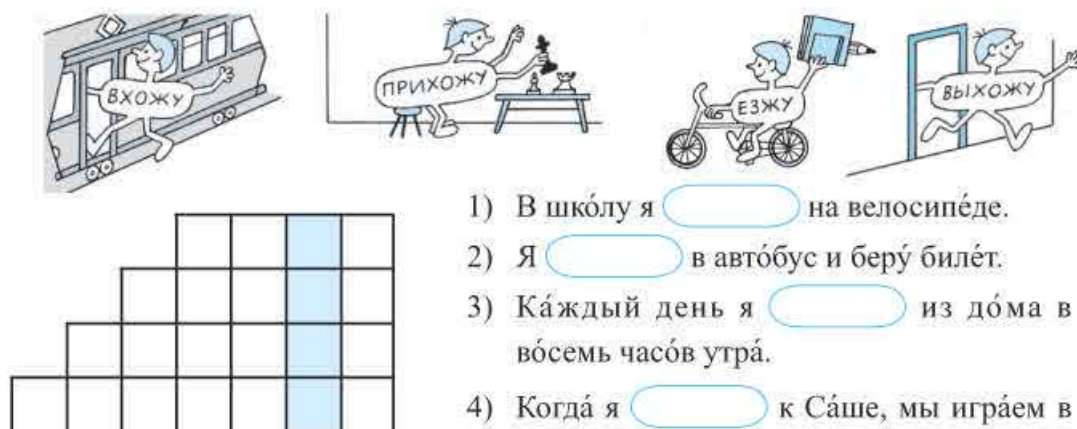 ВХОЖУ
ПРИХОЖУ
ЕЗЖУ
ВЫХОЖУ
1) В шко́лу я на велосипе́де.
2) Я в авто́бус и беру́ биле́т.
3) Ка́ждый день я из до́ма в
во́семь часо́в утра́.
4) Когда́ я к Са́ше, мы игра́ем в